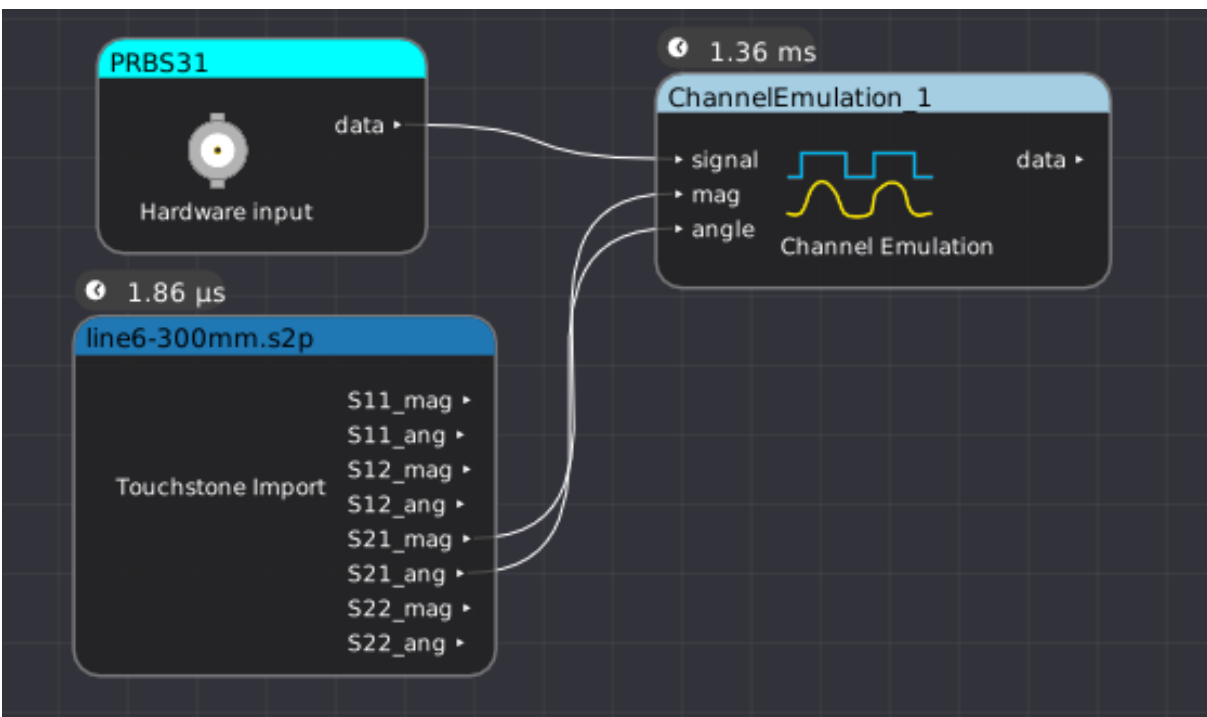 PRBS31
data
Hardware input
1.36 ms
ChannelEmulation_1
signal
data
mag
angle
Channel Emulation
1.86 µs
line6-300mm.s2p
S11_mag
S11_ang
S12_mag
Touchstone Import
S12_ang
S21_mag
S21_ang
S22_mag
S22_ang